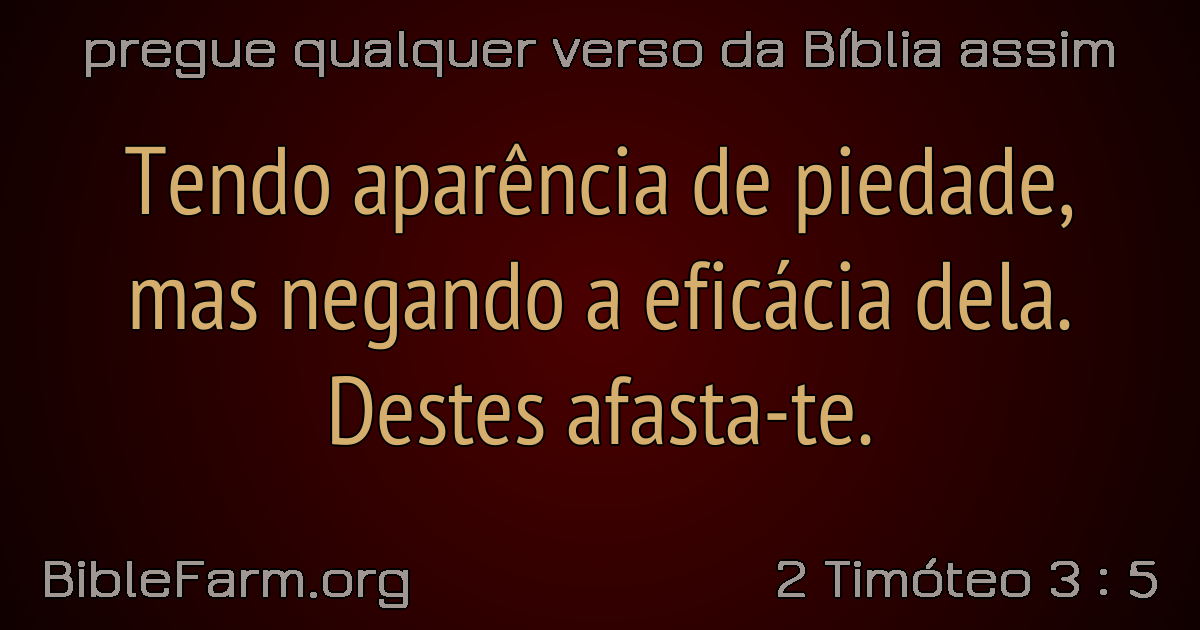 pregue qualquer verso da Bíblia assim
Tendo aparência de piedade,
mas negando a eficácia dela.
Destes afasta-te.
BibleFarm.org
2 Timóteo 3 : 5